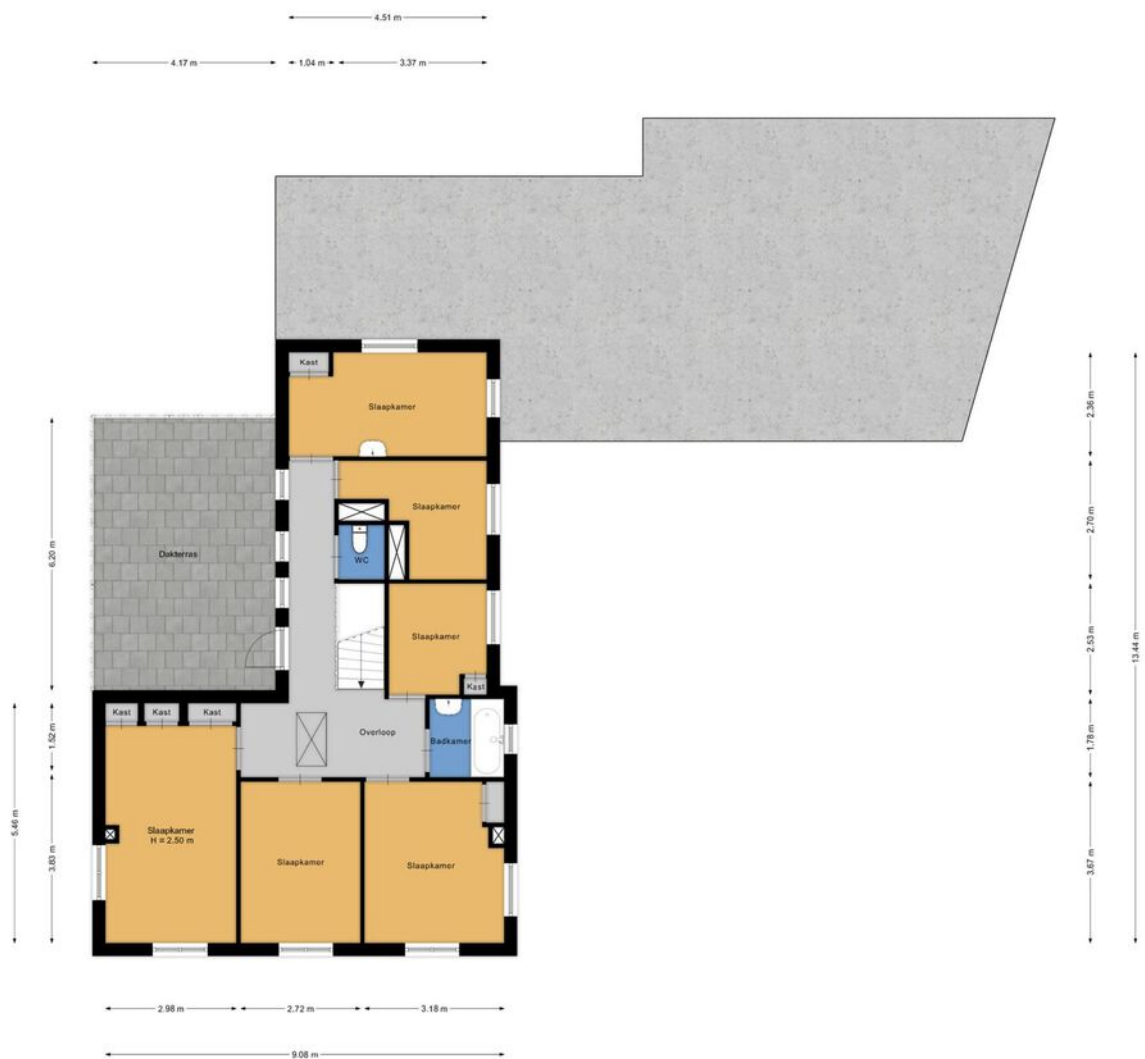 4.51 m
4.17 m
1.04 m
3.37 m
Kast
Slaapkamer
2.36 m
Slaapkamer
2.70 m
WC
Dakterras
6.20 m
Slaapkamer
2.53 m
13.44 m
Kast
Kast
Kast
Kast
Overloop
Badkamer
1.52 m
1.78 m
5.46 m
Slaapkamer
H = 2.50 m
3.83 m
Slaapkamer
Slaapkamer
3.67 m
2.98 m
2.72 m
3.18 m
9.08 m